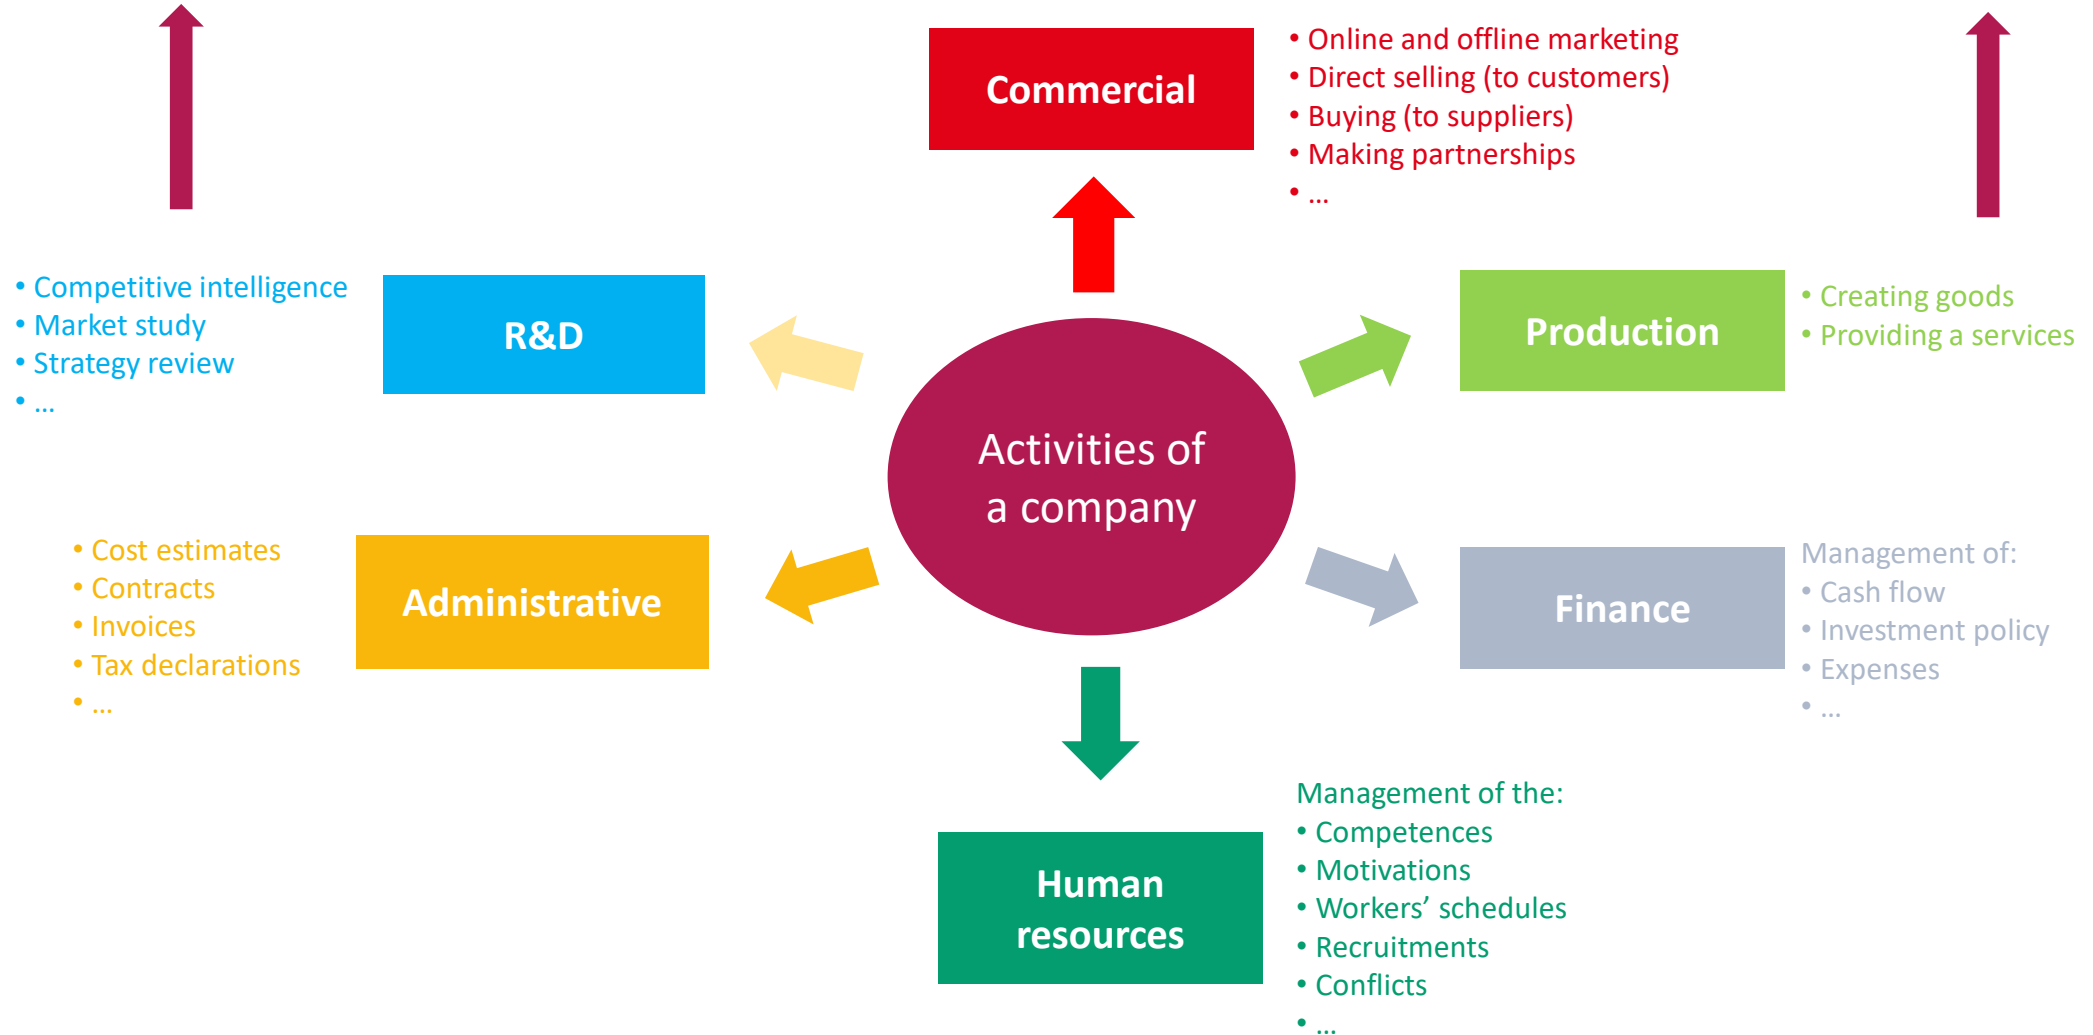 Commercial
• Online and offline marketing
• Direct selling (to customers)
• Buying (to suppliers)
• Making partnerships
• ...
• Competitive intelligence
• Market study
• Strategy review
• ...
R&D
Production
• Creating goods
• Providing a services
Activities of
a company
• Cost estimates
• Contracts
• Invoices
• Tax declarations
• ...
Administrative
Finance
Management of:
• Cash flow
• Investment policy
• Expenses
• ...
Human
resources
Management of the:
• Competences
• Motivations
• Workers’ schedules
• Recruitments
• Conflicts
• ...